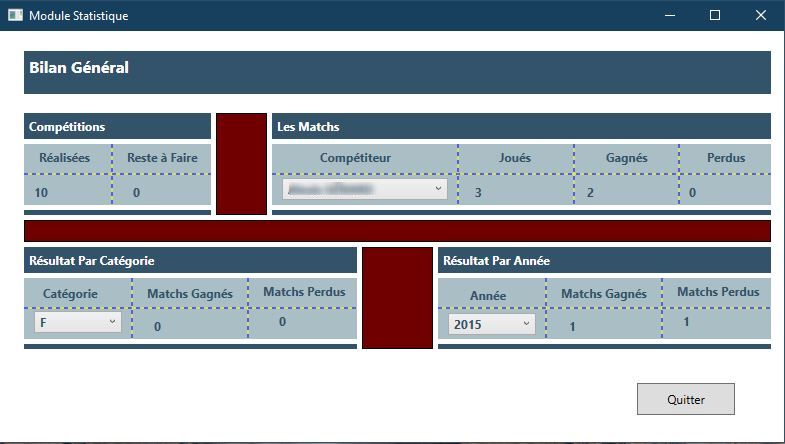 Module Statistique
Bilan Général
Compétitions
Réalisées Reste à Faire
10 0
Les Matchs
Compétiteur Joués Gagnés Perdus
3 2 0
Résultat Par Catégorie
Catégorie Matchs Gagnés Matchs Perdus
F 0 0
Résultat Par Année
Année Matchs Gagnés Matchs Perdus
2015 1 1
Quitter